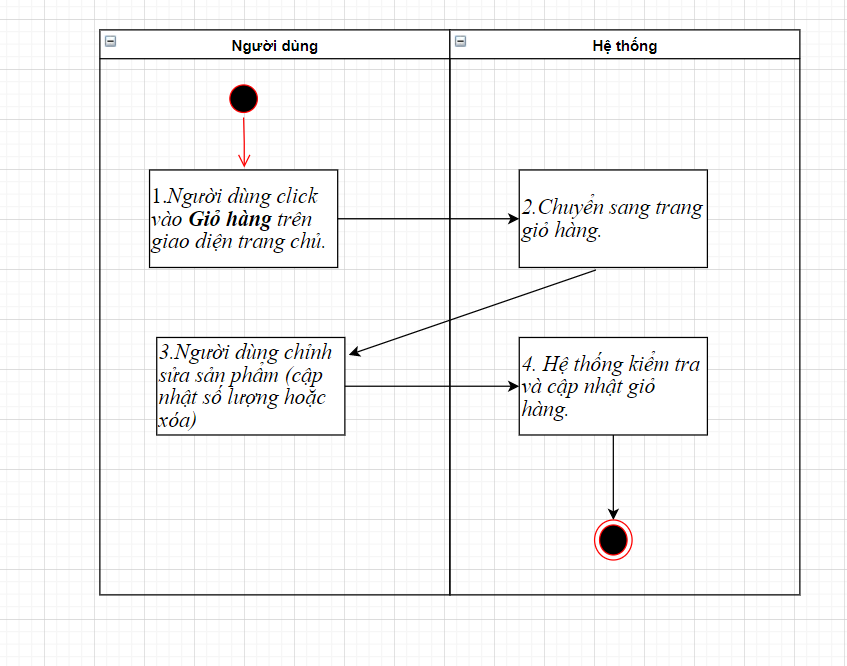 Người dùng
Hệ thống
1.Người dùng click
vào Giỏ hàng trên
giao diện trang chủ.
2.Chuyển sang trang
giỏ hàng.
3.Người dùng chỉnh
sửa sản phẩm (cập
nhật số lượng hoặc
xóa)
4. Hệ thống kiểm tra
và cập nhật giỏ
hàng.